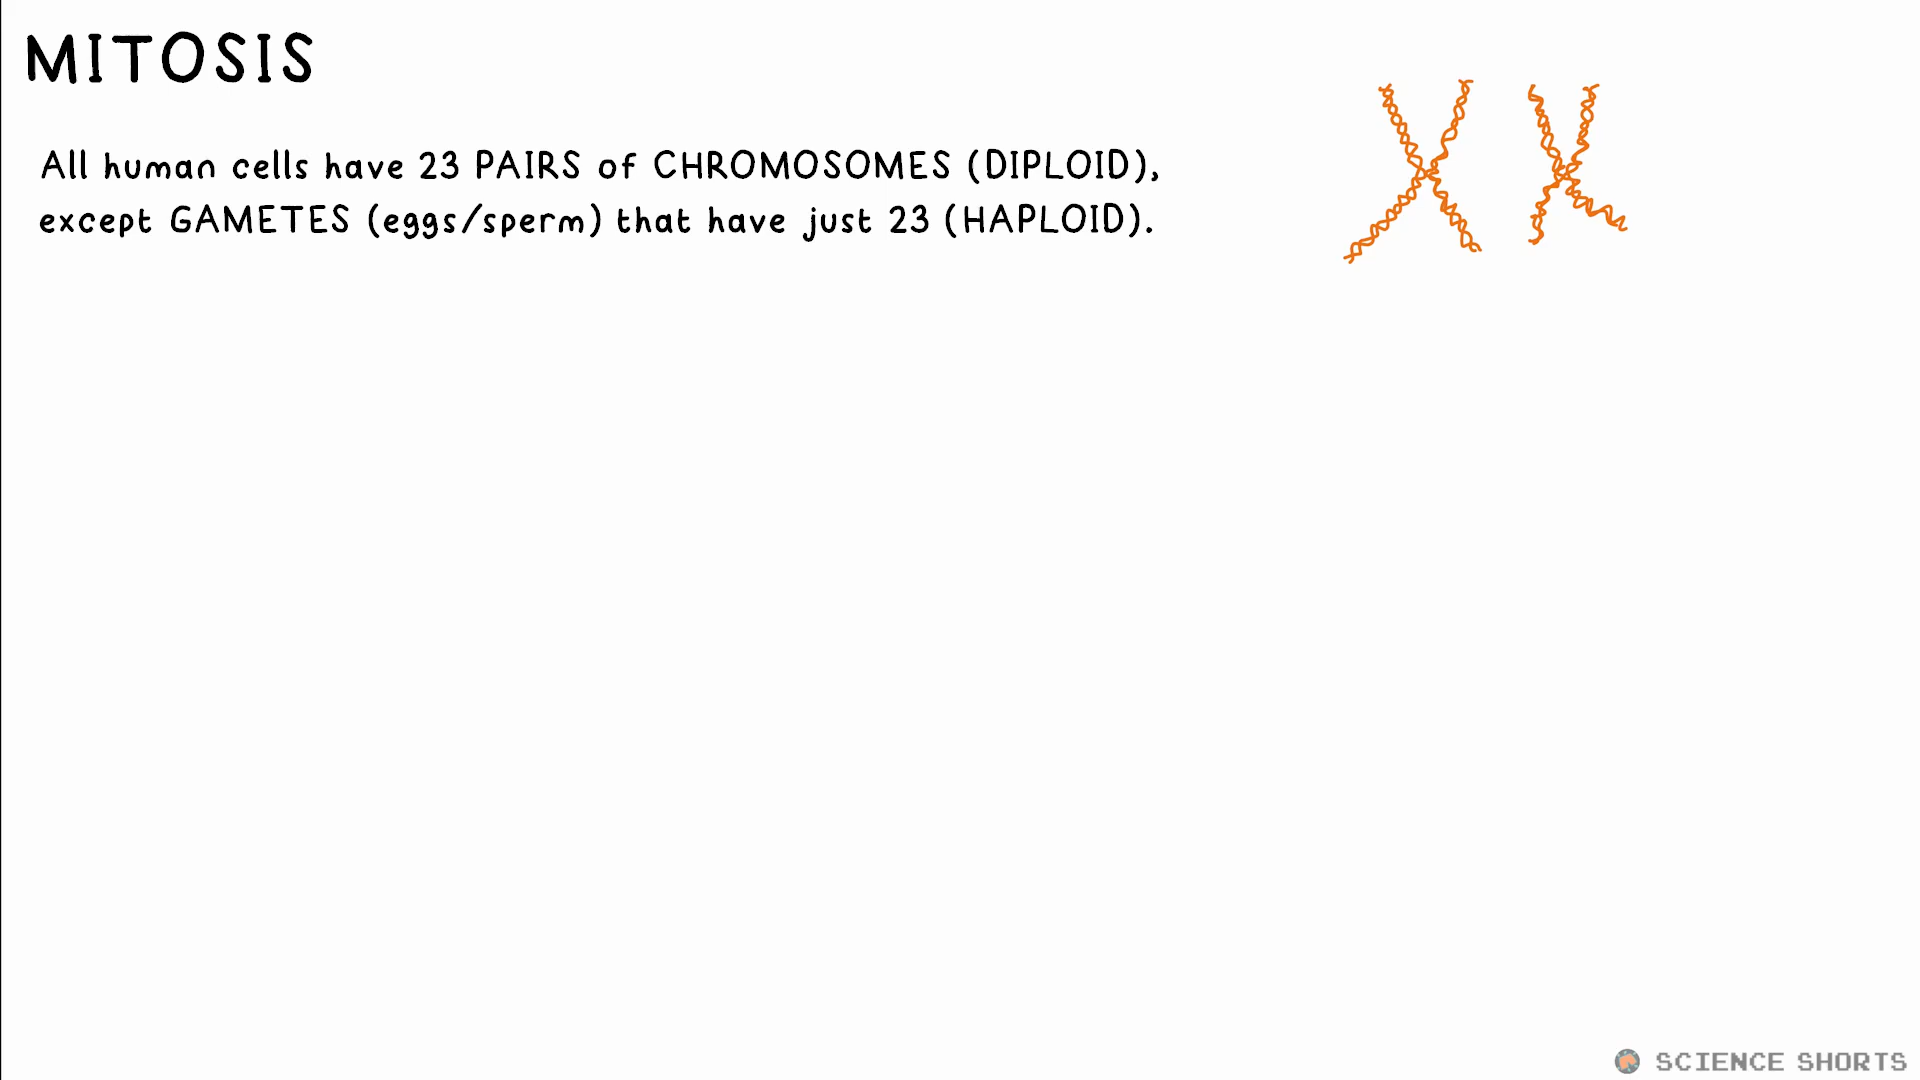 MITOSIS
All human cells have 23 PAIRS of CHROMOSOMES (DIPLOID),
except GAMETES (eggs/sperm) that have just 23 (HAPLOID).
SCIENCE SHORTS